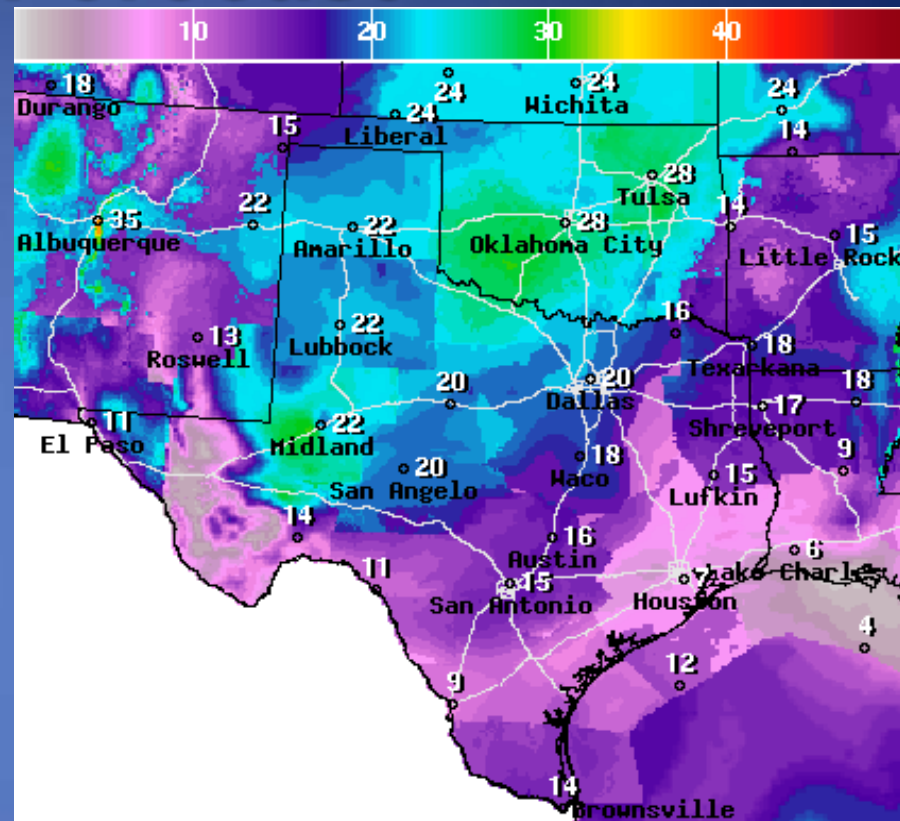 10 20 30 40
18
Durango
24
24
Liberal
24
Wichita
24
15
14
28
Tulsa
35
Albuquerque
22
22
Amarillo
28
Oklahoma City
14
15
Little Rock
13
Roswell
22
Lubbock
16
18
Texarkana
20
20
Dallas
17
Shreveport
18
11
El Paso
22
Midland
20
San Angelo
18
Waco
15
Lufkin
9
14
16
Austin
6
Lake Charles
11
15
San Antonio
7
Houston
4
12
9
14
Brownsville